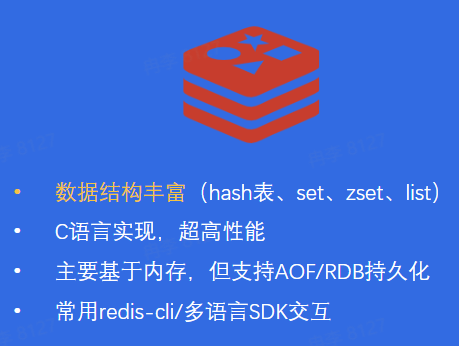 • 数据结构丰富（hash表、set、zset、list）
• C语言实现，超高性能
• 主要基于内存，但支持AOF/RDB持久化
• 常用redis-cli/多语言SDK交互